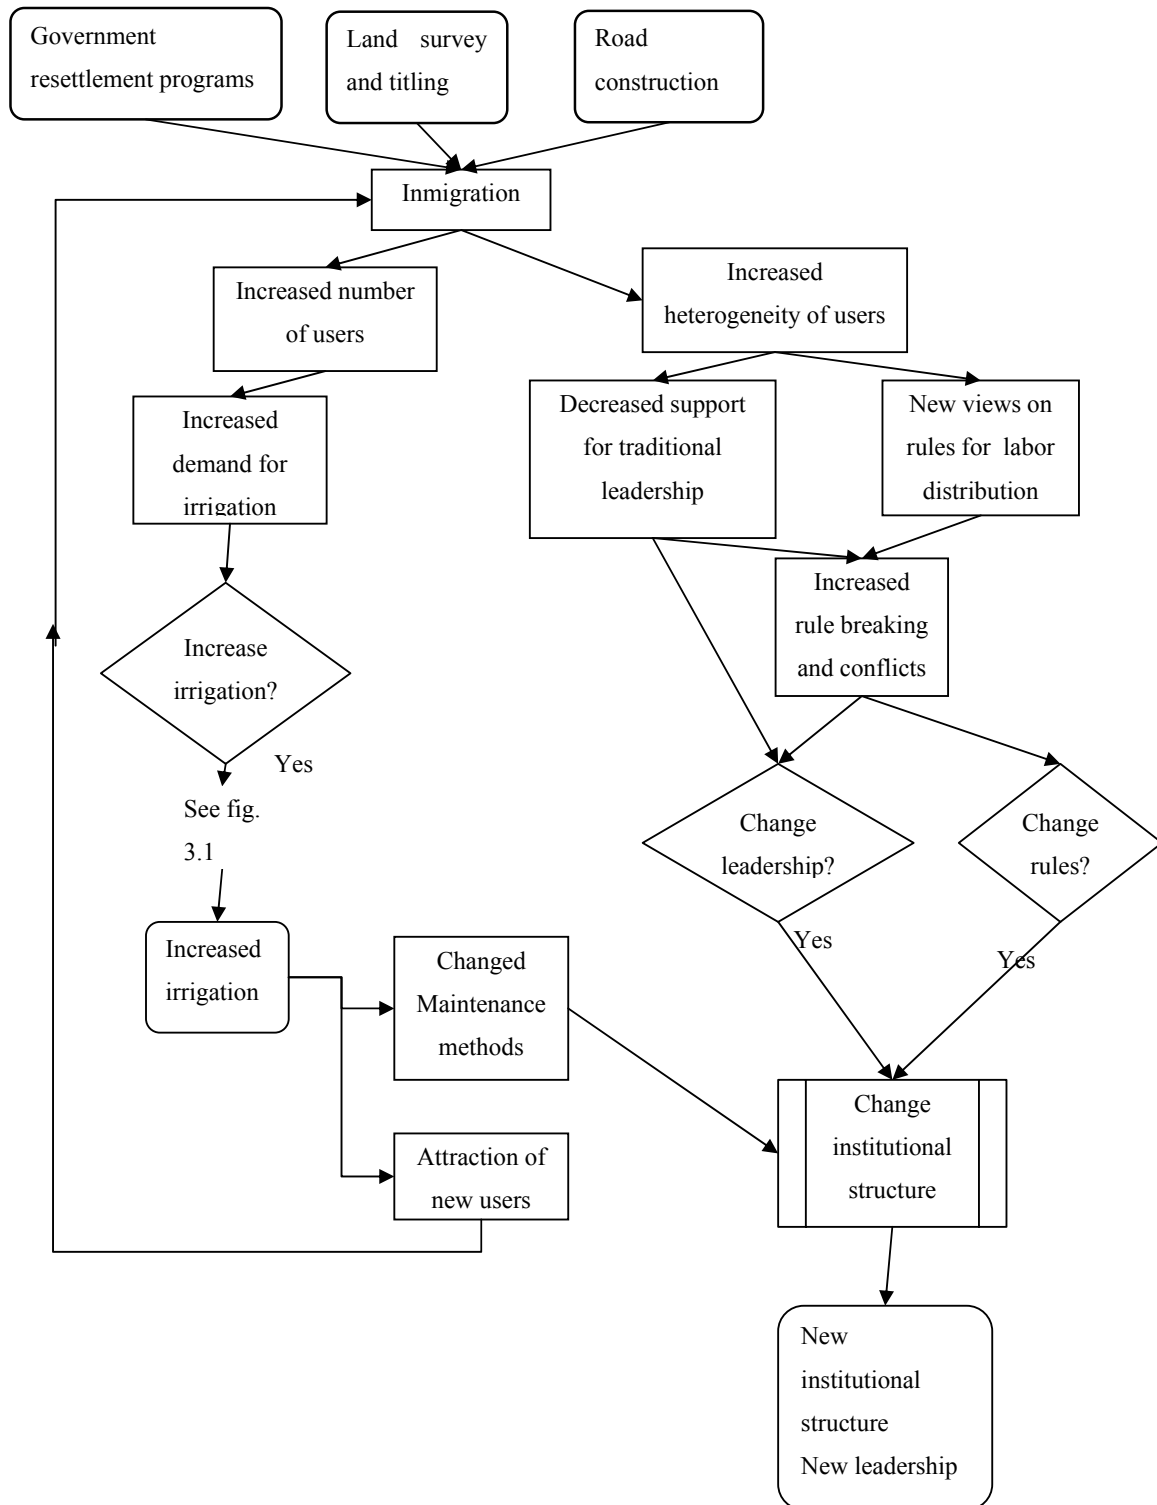 Government
resettlement programs
Land survey
and titling
Road
construction
Inmigration
Increased number
of users
Increased
heterogeneity of users
Increased
demand for
irrigation
Decreased support
for traditional
leadership
New views on
rules for labor
distribution
Increased
rule breaking
and conflicts
Increase
irrigation?
Yes
See fig.
3.1
Change
leadership?
Change
rules?
Yes
Yes
Increased
irrigation
Changed
Maintenance
methods
Attraction of
new users
Change
institutional
structure
New
institutional
structure
New leadership